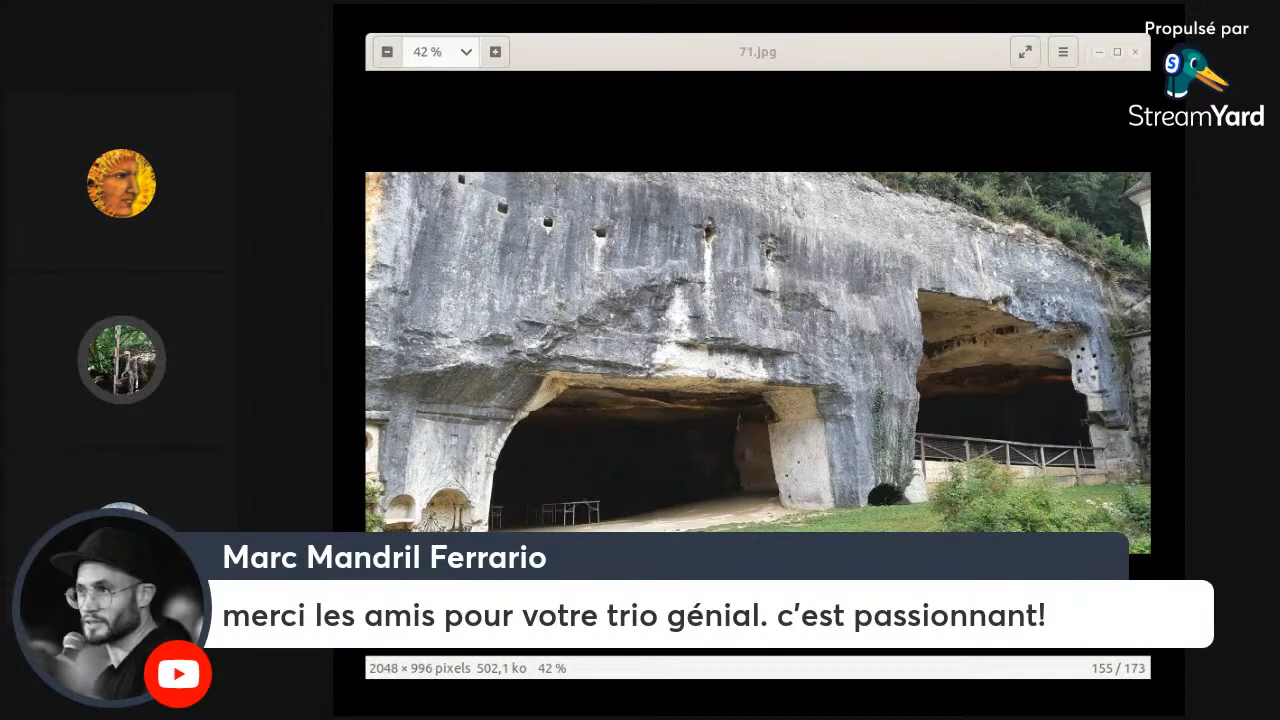 42 %
71.jpg
Propulsé par
S
StreamYard
Marc Mandril Ferrario
merci les amis pour votre trio génial. c'est passionnant!
2048 × 996 pixels 502,1 ko 42 %
155 / 173